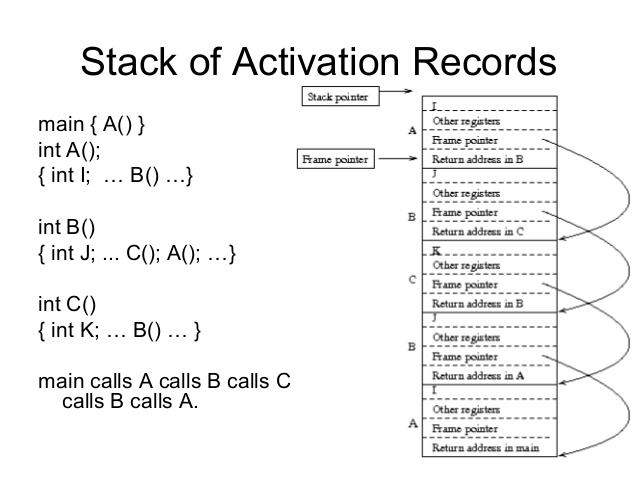 Stack of Activation Records
main { A() }
int A();
{ int I;  … B() …}
int B()
{ int J; ... C(); A(); …}
int C()
{ int K; … B() … }
main calls A calls B calls C
calls B calls A.
Stack pointer
Frame pointer
A
I
Other registers
Frame pointer
Return address in B
B
J
Other registers
Frame pointer
Return address in C
C
K
Other registers
Frame pointer
Return address in B
B
J
Other registers
Frame pointer
Return address in A
A
I
Other registers
Frame pointer
Return address in main